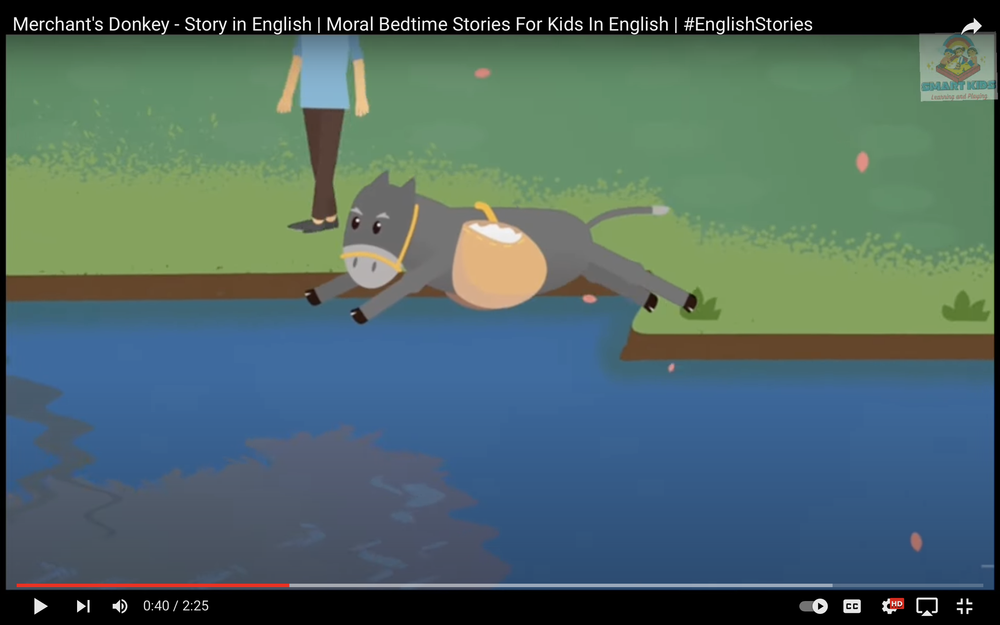 Merchant's Donkey - Story in English | Moral Bedtime Stories For Kids In English | #EnglishStories
SMART KIDS
Learning and Playing
0:40 / 2:25
CC
HD